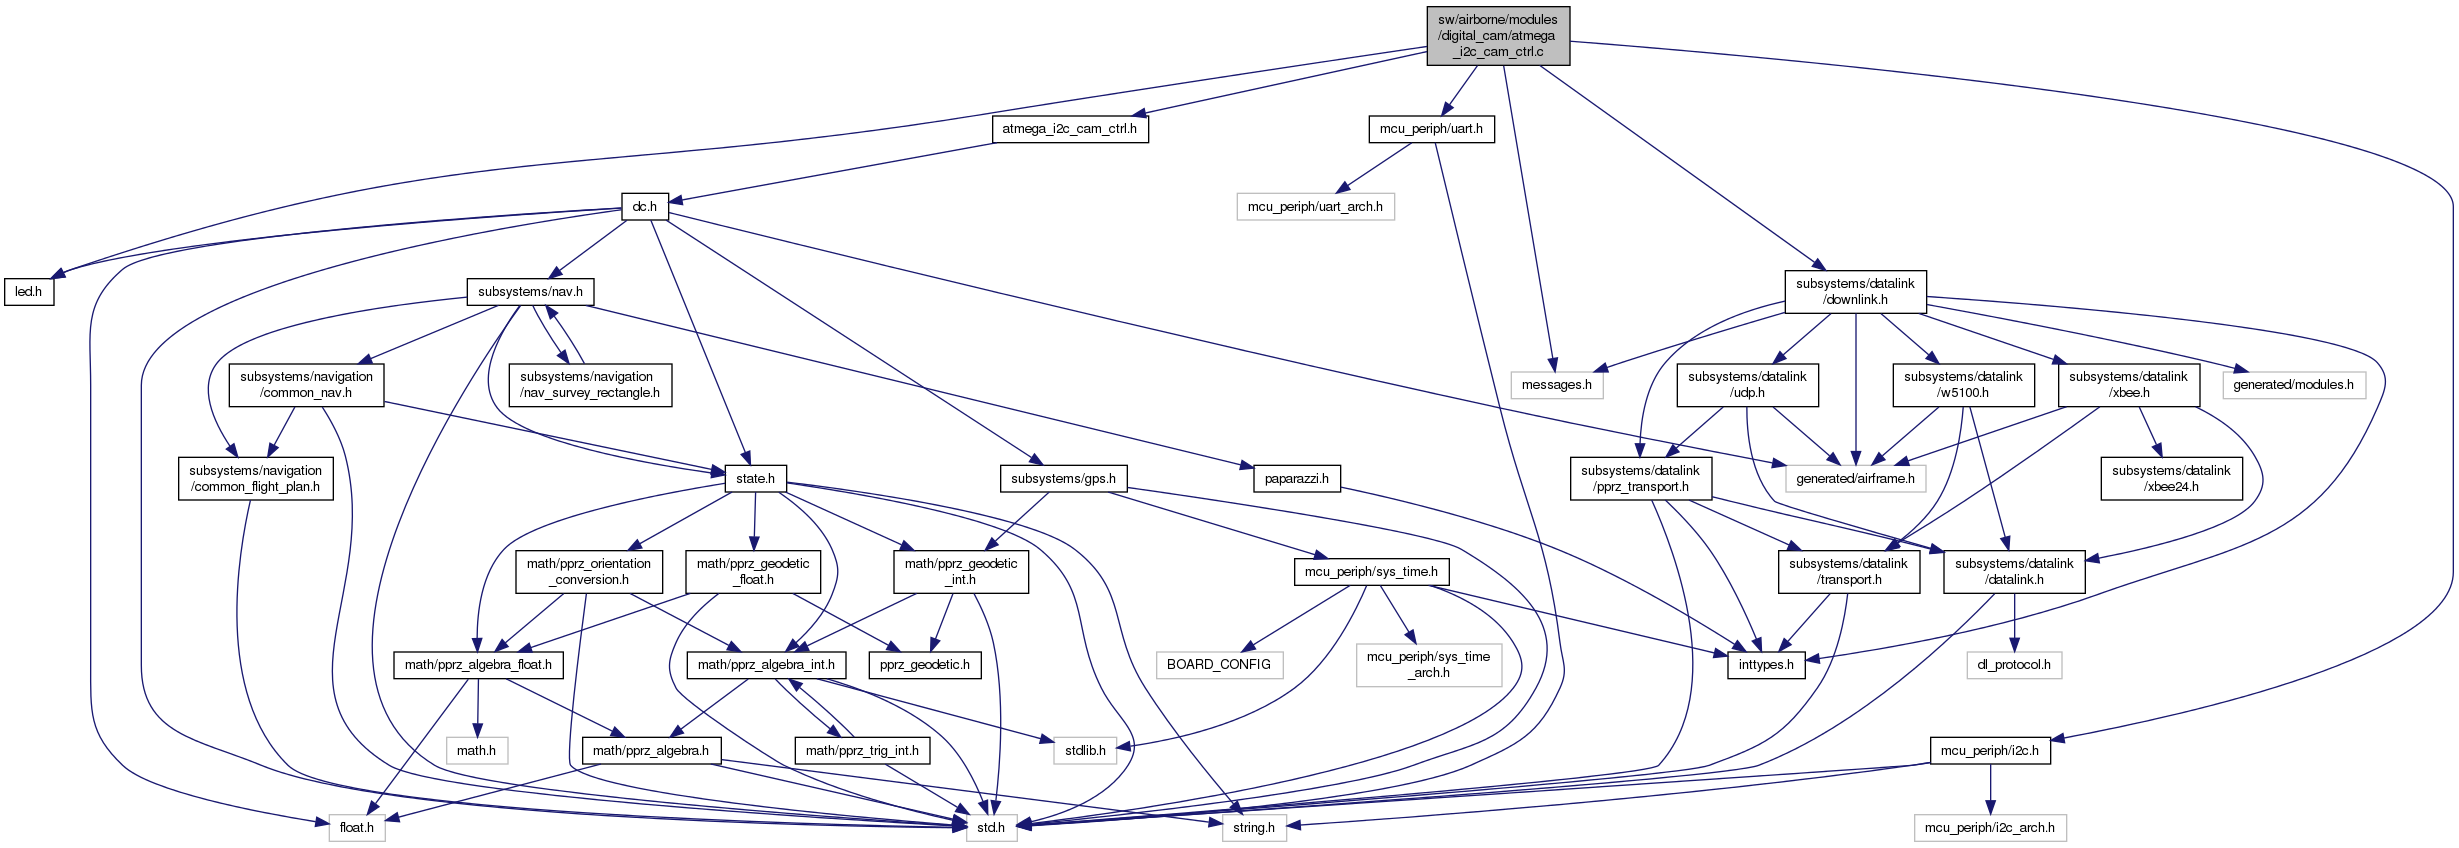 sw/airborne/modules
/digital_cam/atmega
_i2c_cam_ctrl.c
atmega_i2c_cam_ctrl.h
mcu_periph/uart.h
dc.h
mcu_periph/uart_arch.h
led.h
subsystems/nav.h
subsystems/datalink
/downlink.h
subsystems/navigation
/common_nav.h
subsystems/navigation
/nav_survey_rectangle.h
messages.h
subsystems/datalink
/udp.h
subsystems/datalink
/w5100.h
subsystems/datalink
/xbee.h
generated/modules.h
subsystems/navigation
/common_flight_plan.h
state.h
subsystems/gps.h
paparazzi.h
subsystems/datalink
/pprz_transport.h
generated/airframe.h
subsystems/datalink
/xbee24.h
math/pprz_orientation
_conversion.h
math/pprz_geodetic
_float.h
math/pprz_geodetic
_int.h
mcu_periph/sys_time.h
subsystems/datalink
/transport.h
subsystems/datalink
/datalink.h
math/pprz_algebra_float.h
math/pprz_algebra_int.h
pprz_geodetic.h
BOARD_CONFIG
mcu_periph/sys_time
_arch.h
inttypes.h
dl_protocol.h
math.h
math/pprz_algebra.h
math/pprz_trig_int.h
stdlib.h
mcu_periph/i2c.h
float.h
std.h
string.h
mcu_periph/i2c_arch.h